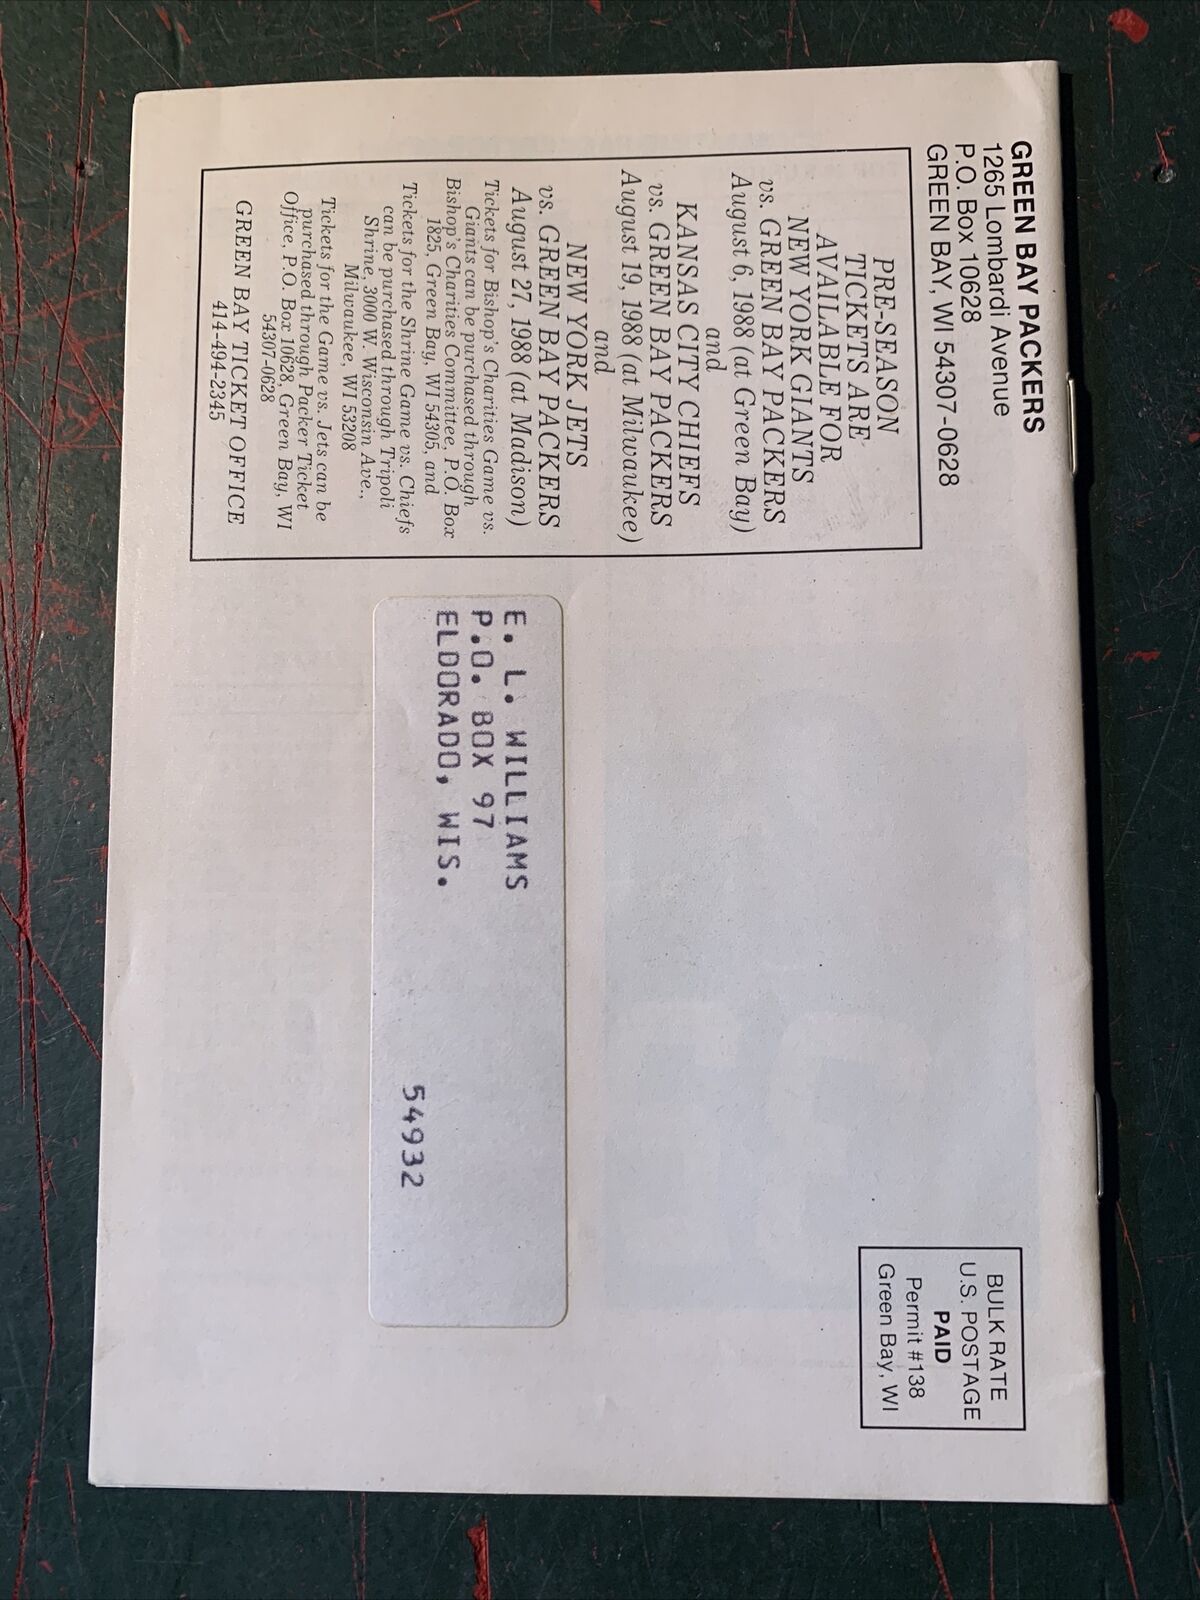 GREEN BAY PACKERS
1265 Lombardi Avenue
P.O. Box 10628
GREEN BAY, WI 54307-0628
PRE-SEASON
TICKETS ARE
AVAILABLE FOR
NEW YORK GIANTS
vs. GREEN BAY PACKERS
August 6, 1988 (at Green Bay)
and
KANSAS CITY CHIEFS
vs. GREEN BAY PACKERS
August 19, 1988 (at Milwaukee)
and
NEW YORK JETS
vs. GREEN BAY PACKERS
August 27, 1988 (at Madison)
Tickets for Bishop's Charities Game vs.
Giants can be purchased through
Bishop's Charities Committee, P.O. Box
1825, Green Bay, WI 54305, and
Tickets for the Shrine Game vs. Chiefs
can be purchased through Tripoli
Shrine, 3000 W. Wisconsin Ave.,
Milwaukee, WI 53208
Tickets for the Game vs. Jets can be
purchased through Packer Ticket
Office, P.O. Box 10628, Green Bay, WI
54307-0628
GREEN BAY TICKET OFFICE
414-494-2345
BULK RATE
U.S. POSTAGE
PAID
Permit #138
Green Bay, WI
E. L. WILLIAMS
P.O. BOX 97
ELDORADO, WIS.
54932